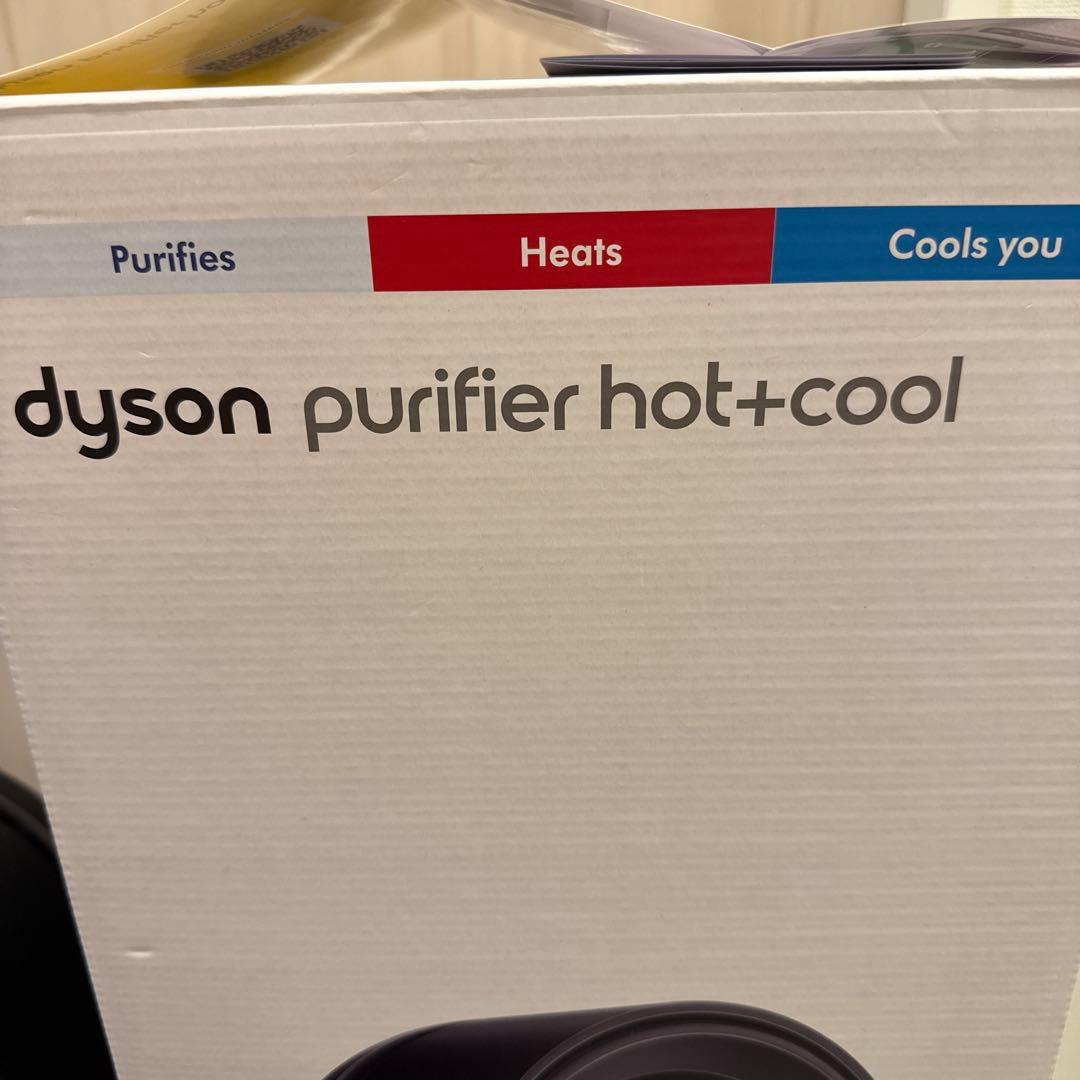 Purifies
Heats
Cools you
dyson purifier hot+cool